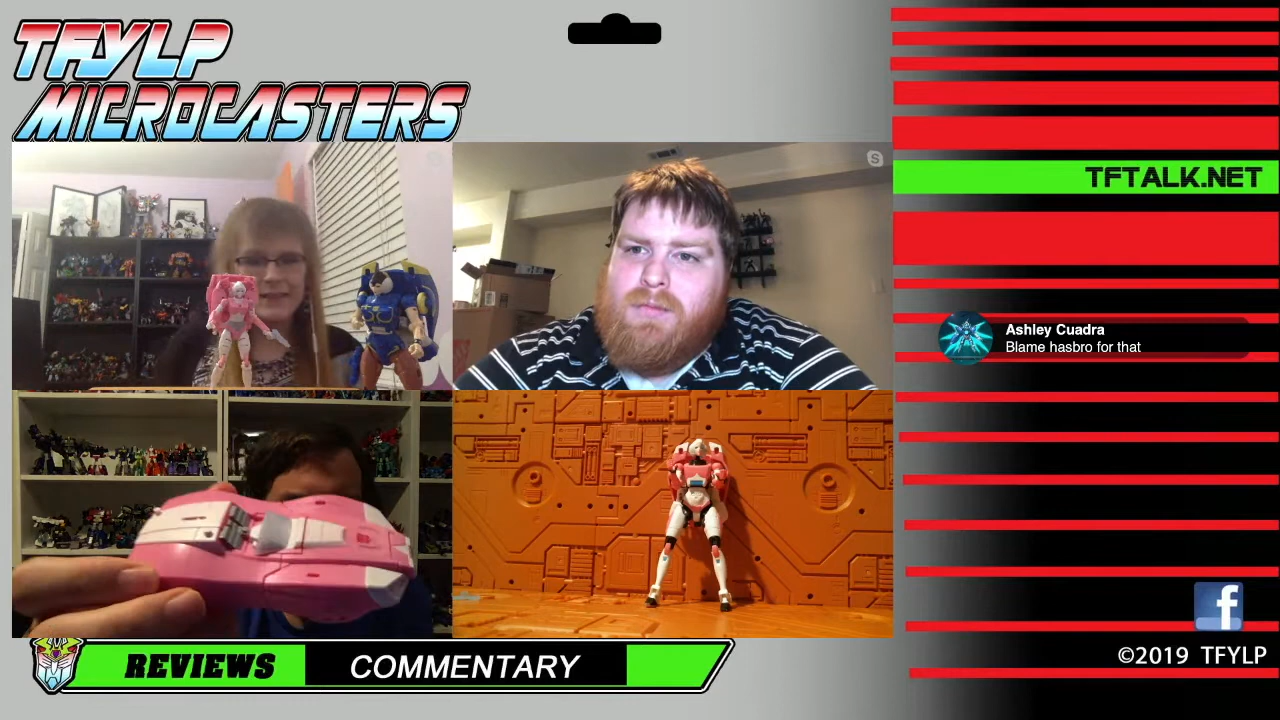 TFYLP
MICROCASTERS
TFTALK.NET
Ashley Cuadra
Blame hasbro for that
REVIEWS
COMMENTARY
©2019 TFYLP